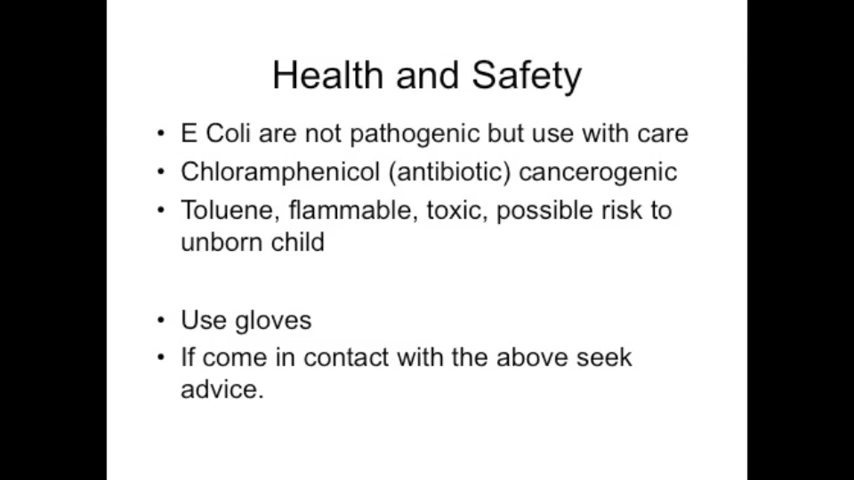 Health and Safety
• E Coli are not pathogenic but use with care
• Chloramphenicol (antibiotic) cancerogenic
• Toluene, flammable, toxic, possible risk to
unborn child
• Use gloves
• If come in contact with the above seek
advice.